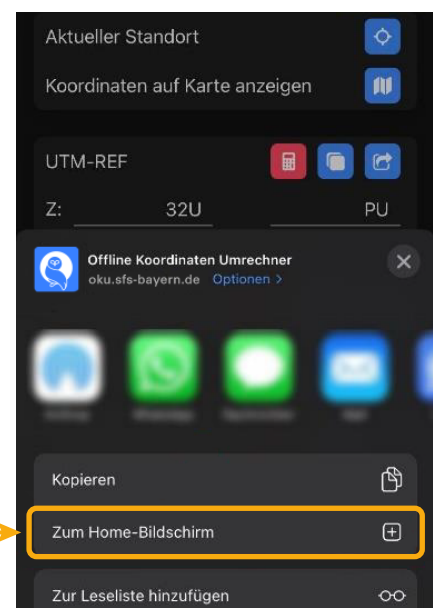 Aktueller Standort
Koordinaten auf Karte anzeigen
UTM-REF
Z: 32U PU
Offline Koordinaten Umrechner
oku.sfs-bayern.de Optionen >
Kopieren
Zum Home-Bildschirm
Zur Leseliste hinzufügen